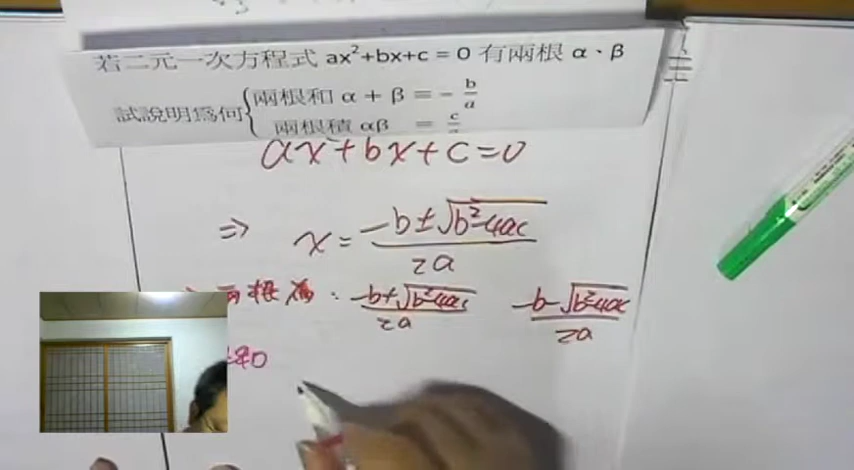 若二元一次方程式 ax²+bx+c = 0 有兩根 α、β
試說明爲何{兩根和 α + β = - b/a
兩根積 αβ = c/a
ax²+bx+c=0
⇒ x = -b±√b²-4ac / 2a
兩根為: -b+√b²-4ac / 2a -b-√b²-4ac / 2a
和